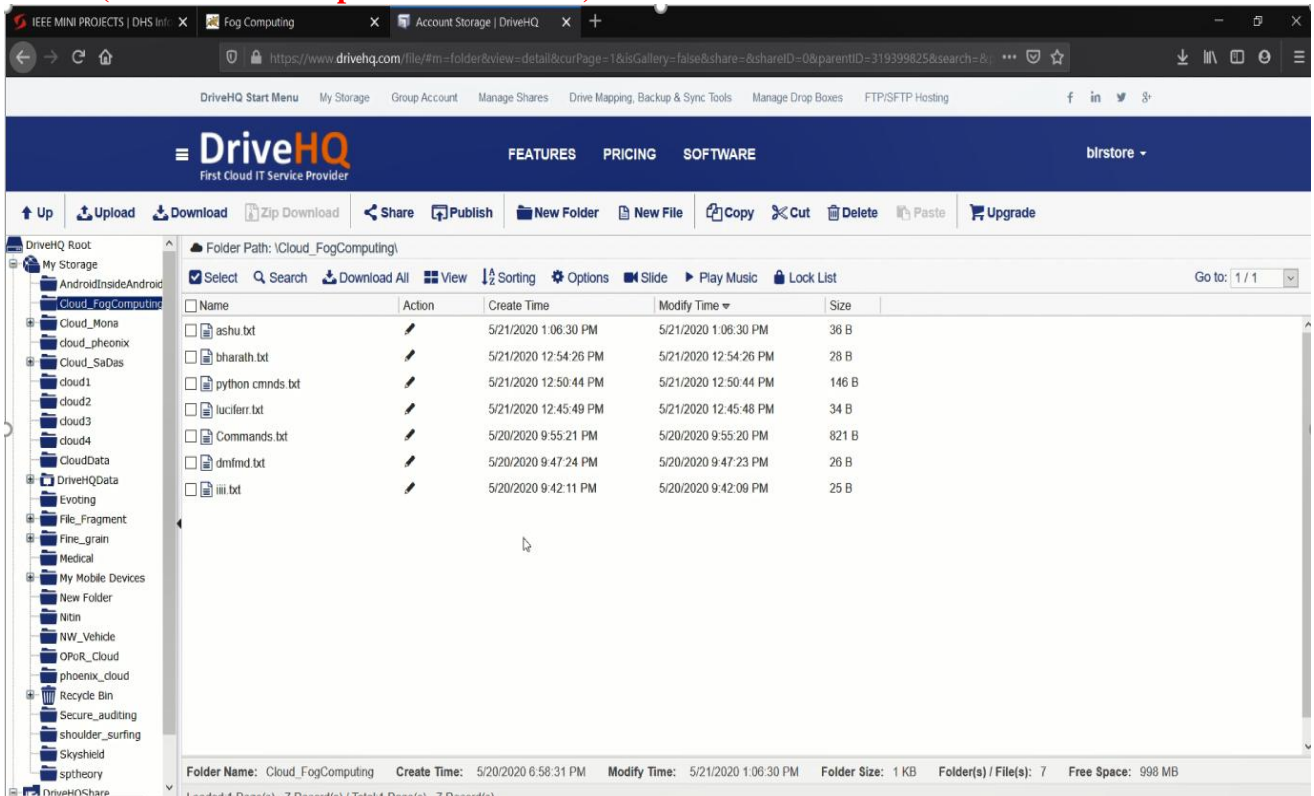 IEEE MINI PROJECTS | DHS Info
Fog Computing
Account Storage | DriveHQ
https://www.drivehq.com/file/#m=folder&view=detail&curPage=1&isGallery=false&share=&shareID=0&parentID=319399825&search=&
DriveHQ Start Menu My Storage Group Account Manage Shares Drive Mapping, Backup & Sync Tools Manage Drop Boxes FTP/SFTP Hosting
DriveHQ
First Cloud IT Service Provider
FEATURES PRICING SOFTWARE
blrstore
Up Upload Download Zip Download Share Publish New Folder New File Copy Cut Delete Paste Upgrade
DriveHQ Root
My Storage
AndroidInsideAndroid
Cloud_FogComputing
Cloud_Mona
cloud_pheonix
Cloud_SaDas
cloud1
cloud2
cloud3
cloud4
CloudData
DriveHQData
Evoting
File_Fragment
Fine_grain
Medical
My Mobile Devices
New Folder
Nitin
NW_Vehicle
OPoR_Cloud
phoenix_cloud
Recycle Bin
Secure_auditing
shoulder_surfing
Skyshield
sptheory
DriveHQShare
Folder Path: \Cloud_FogComputing\
Select Search Download All View Sorting Options Slide Play Music Lock List Go to: 1 / 1
Name Action Create Time Modify Time Size
ashu.txt 5/21/2020 1:06:30 PM 5/21/2020 1:06:30 PM 36 B
bharath.txt 5/21/2020 12:54:26 PM 5/21/2020 12:54:26 PM 28 B
python cmnds.txt 5/21/2020 12:50:44 PM 5/21/2020 12:50:44 PM 146 B
luciferr.txt 5/21/2020 12:45:49 PM 5/21/2020 12:45:48 PM 34 B
Commands.txt 5/20/2020 9:55:21 PM 5/20/2020 9:55:20 PM 821 B
dmfmd.txt 5/20/2020 9:47:24 PM 5/20/2020 9:47:23 PM 26 B
iiii.txt 5/20/2020 9:42:11 PM 5/20/2020 9:42:09 PM 25 B
Folder Name: Cloud_FogComputing Create Time: 5/20/2020 6:58:31 PM Modify Time: 5/21/2020 1:06:30 PM Folder Size: 1 KB Folder(s) / File(s): 7 Free Space: 998 MB